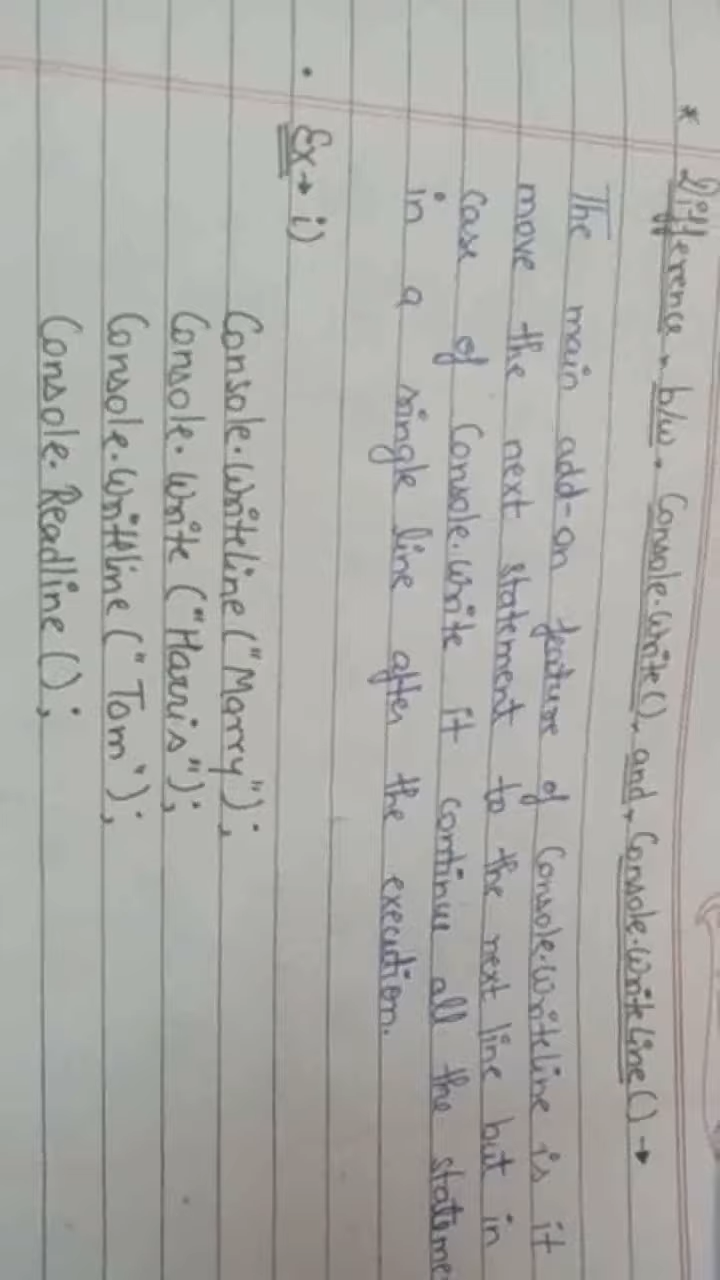 * Difference b/w Console.Write() and Console.WriteLine() →
The main add-on feature of Console.Writeline is it
move the next statement to the next line but in
case of Console.Write it continue all the stateme
in a single line after the execution.
• Ex → i)
Console.Writeline("Marry");
Console.Write ("Harris");
Console.Writeline("Tom");
Console.Readline();